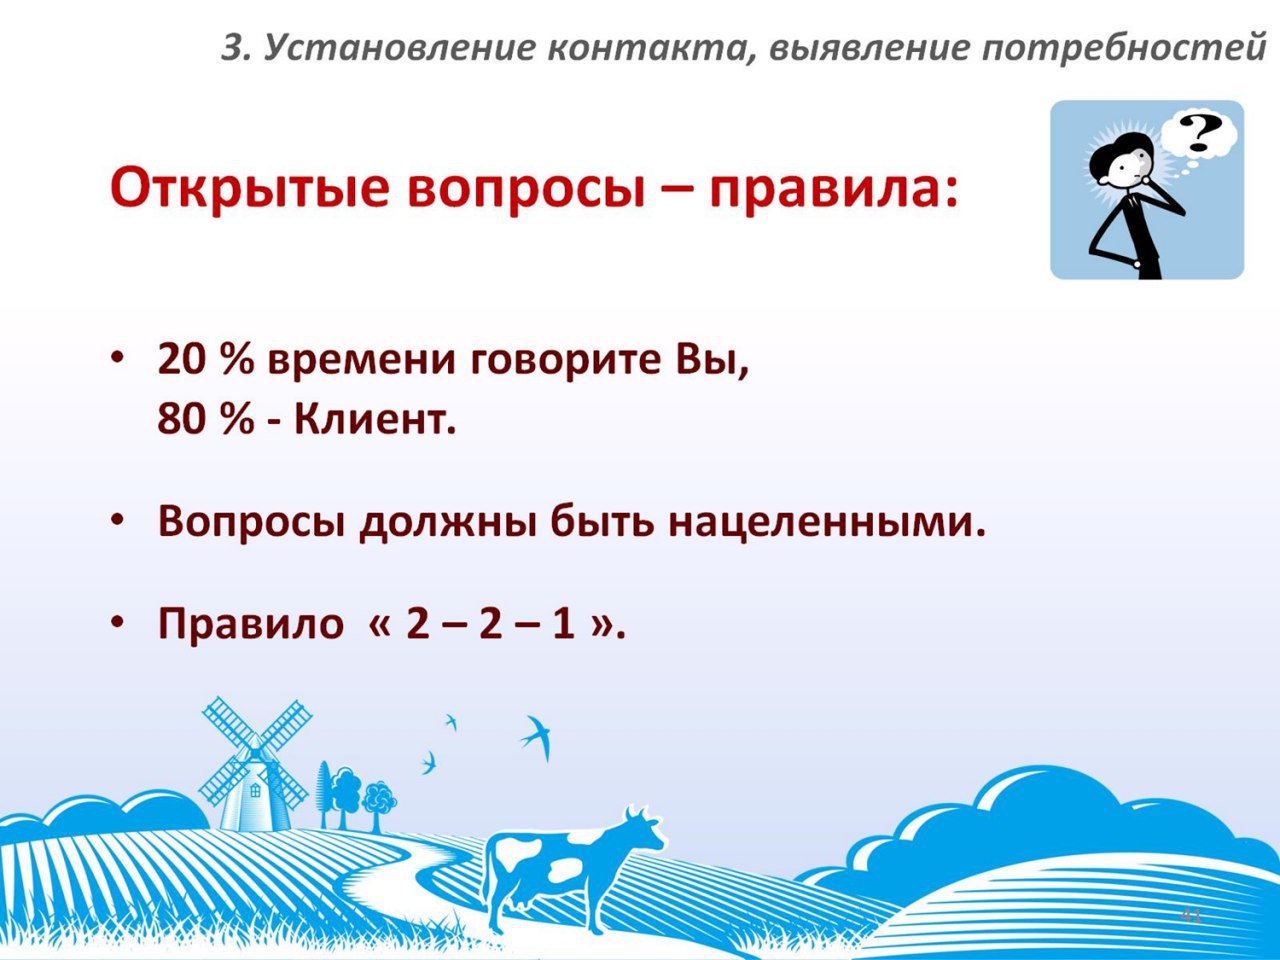 3. Установление контакта, выявление потребностей
?
Открытые вопросы – правила:
• 20 % времени говорите Вы,
80 % - Клиент.
• Вопросы должны быть нацеленными.
• Правило « 2 – 2 – 1 ».
41